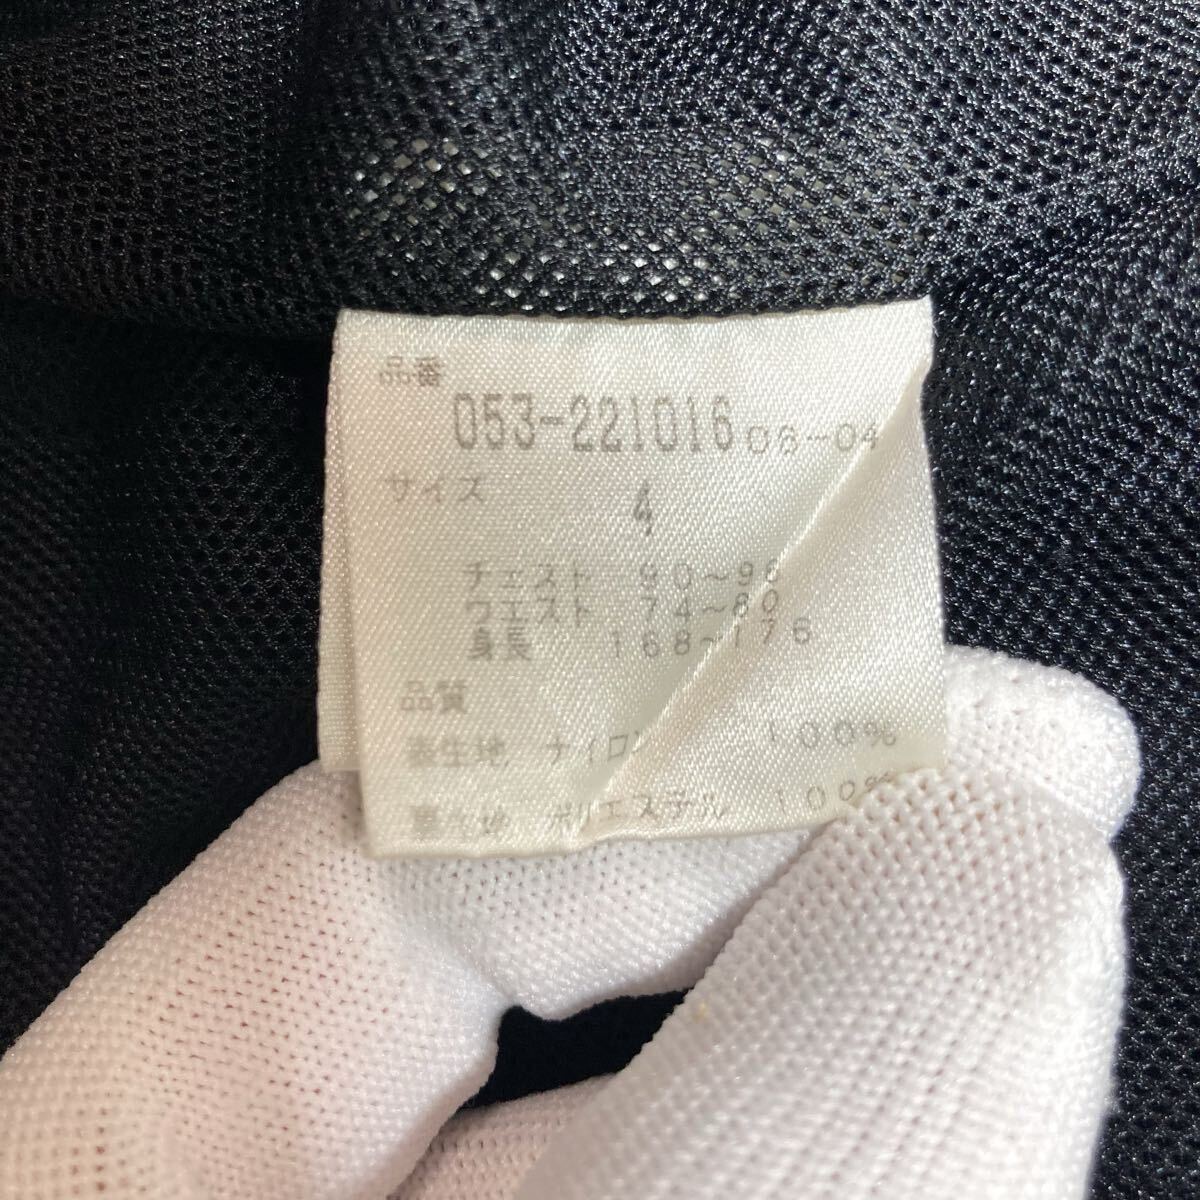 品番
053-221016 06-04
サイズ 4
チェスト 90~96
ウエスト 74~80
身長 168~176
品質
表生地 ナイロン 100%
裏生地 ポリエステル 100%